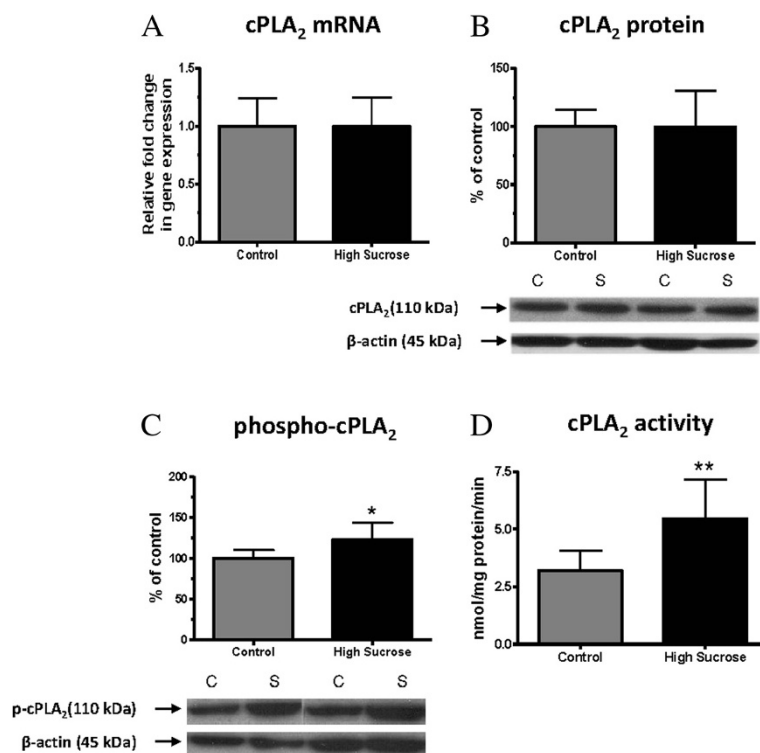 A
cPLA₂ mRNA
Relative fold change
in gene expression
1.5
1.0
0.5
0.0
Control
High Sucrose
B
cPLA₂ protein
% of control
150
100
50
0
Control
High Sucrose
C S C S
cPLA₂(110 kDa)
β-actin (45 kDa)
C
phospho-cPLA₂
% of control
200
150
100
50
0
*
Control
High Sucrose
C S C S
p-cPLA₂(110 kDa)
β-actin (45 kDa)
D
cPLA₂ activity
nmol/mg protein/min
7.5
5.0
2.5
0.0
**
Control
High Sucrose